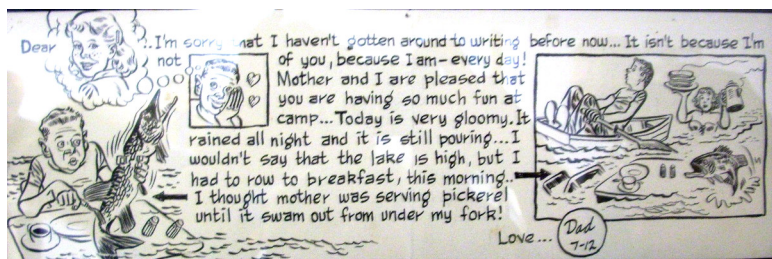 Dear !. I'm sorry that I haven't gotten around to writing before now... It isn't because I'm
not of you, because I am—every day!
Mother and I are pleased that
you are having so much fun at
camp... Today is very gloomy. It
rained all night and it is still pouring... I
wouldn't say that the lake is high, but I
had to row to breakfast, this morning..
I thought mother was serving pickerel
until it swam out from under my fork!
Love... Dad
7-12